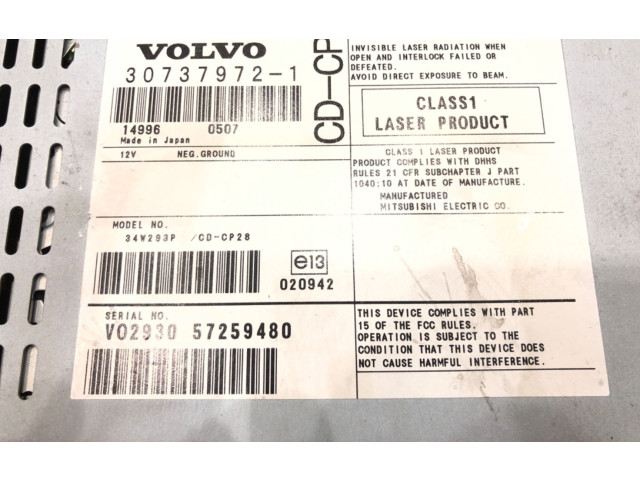 VOLVO
30737972-1
14996 0507
Made in Japan
12V NEG.GROUND
CD-CP
MODEL NO.
34W293P /CD-CP28
e13
020942
SERIAL NO.
VO2930 57259480
INVISIBLE LASER RADIATION WHEN
OPEN AND INTERLOCK FAILED OR
DEFEATED.
AVOID DIRECT EXPOSURE TO BEAM.
CLASS1
LASER PRODUCT
CLASS 1 LASER PRODUCT
PRODUCT COMPLIES WITH DHHS
RULES 21 CFR SUBCHAPTER J PART
1040:10 AT DATE OF MANUFACTURE.
MANUFACTURED
MITSUBISHI ELECTRIC CO.
THIS DEVICE COMPLIES WITH PART
15 OF THE FCC RULES.
OPERATION IS SUBJECT TO THE
CONDITION THAT THIS DEVICE DOES
NOT CAUSE HARMFUL INTERFERENCE.